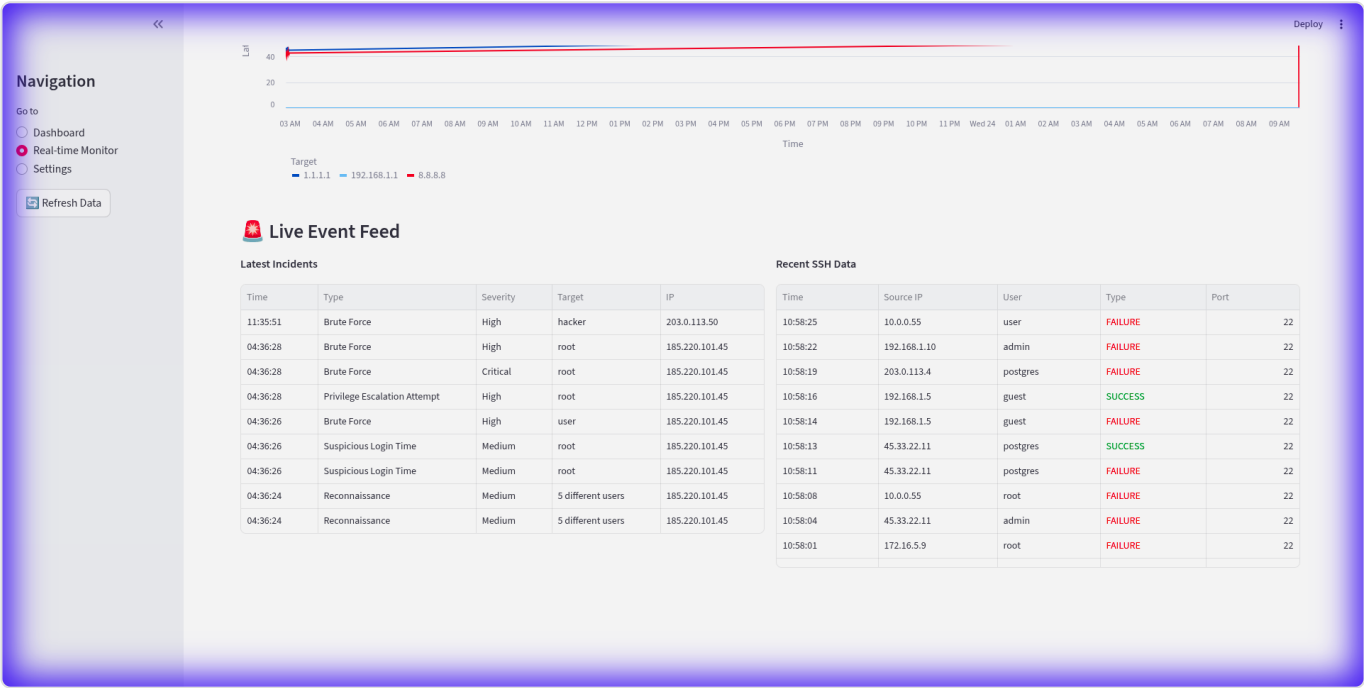 Deploy
Navigation
Go to
Dashboard
Real-time Monitor
Settings
Refresh Data
40
20
0
03 AM 04 AM 05 AM 06 AM 07 AM 08 AM 09 AM 10 AM 11 AM 12 PM 01 PM 02 PM 03 PM 04 PM 05 PM 06 PM 07 PM 08 PM 09 PM 10 PM 11 PM Wed 24 01 AM 02 AM 03 AM 04 AM 05 AM 06 AM 07 AM 08 AM 09 AM
Time
Target
1.1.1.1 192.168.1.1 8.8.8.8
Live Event Feed
Latest Incidents
Time Type Severity Target IP
11:35:51 Brute Force High hacker 203.0.113.50
04:36:28 Brute Force High root 185.220.101.45
04:36:28 Brute Force Critical root 185.220.101.45
04:36:28 Privilege Escalation Attempt High root 185.220.101.45
04:36:26 Brute Force High user 185.220.101.45
04:36:26 Suspicious Login Time Medium root 185.220.101.45
04:36:26 Suspicious Login Time Medium root 185.220.101.45
04:36:24 Reconnaissance Medium 5 different users 185.220.101.45
04:36:24 Reconnaissance Medium 5 different users 185.220.101.45
Recent SSH Data
Time Source IP User Type Port
10:58:25 10.0.0.55 user FAILURE 22
10:58:22 192.168.1.10 admin FAILURE 22
10:58:19 203.0.113.4 postgres FAILURE 22
10:58:16 192.168.1.5 guest SUCCESS 22
10:58:14 192.168.1.5 guest FAILURE 22
10:58:13 45.33.22.11 postgres SUCCESS 22
10:58:11 45.33.22.11 postgres FAILURE 22
10:58:08 10.0.0.55 root FAILURE 22
10:58:04 45.33.22.11 admin FAILURE 22
10:58:01 172.16.5.9 root FAILURE 22